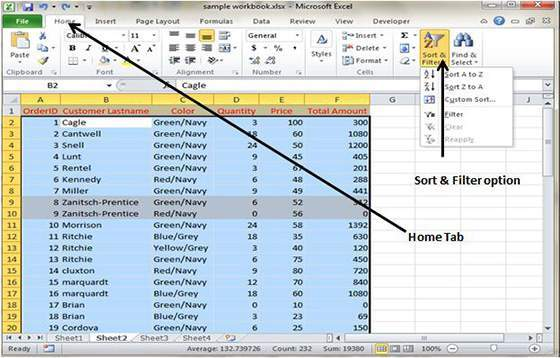 sample workbook.xlsx - Microsoft Excel
File Home Insert Page Layout Formulas Data Review View
Cells Sort & Filter Find & Select
Clipboard Font Alignment Number Styles
Sort A to Z
Sort Z to A
Custom Sort...
Filter
Clear
Reapply
B2 fx Cagle
A B C D E F G H
1 OrderID Customer Lastname Color Quantity Price Total Amount
2 1 Cagle Green/Navy 3 100 300
3 2 Cantwell Green/Navy 18 60 1080
4 3 Snell Green/Navy 24 50 1200
5 4 Lunt Green/Navy 9 45 405
6 5 Rentel Green/Navy 3 67 201
7 6 Kennedy Red/Navy 6 48 288
8 7 Miller Green/Navy 9 49 441
9 8 Zanitsch-Prentice Green/Navy 6 52 312
10 9 Zanitsch-Prentice Red/Navy 0 56 0
11 10 Morrison Green/Navy 24 58 1392
12 11 Ritchie Blue/Grey 18 35 630
13 12 Ritchie Yellow/Grey 3 40 120
14 13 Ritchie Green/Navy 6 75 450
15 14 cluxton Red/Navy 9 80 720
16 15 marquardt Green/Navy 12 70 840
17 16 marquardt Blue/Grey 18 60 1080
18 17 Brian Green/Navy 0 10 0
19 18 Brian Blue/Grey 3 23 69
20 19 Cordova Green/Navy 6 25 150
Sort & Filter option
Home Tab
Sheet1 Sheet2 Sheet3 Sheet4
Ready Average: 132.739726 Count: 232 Sum: 19380 100%